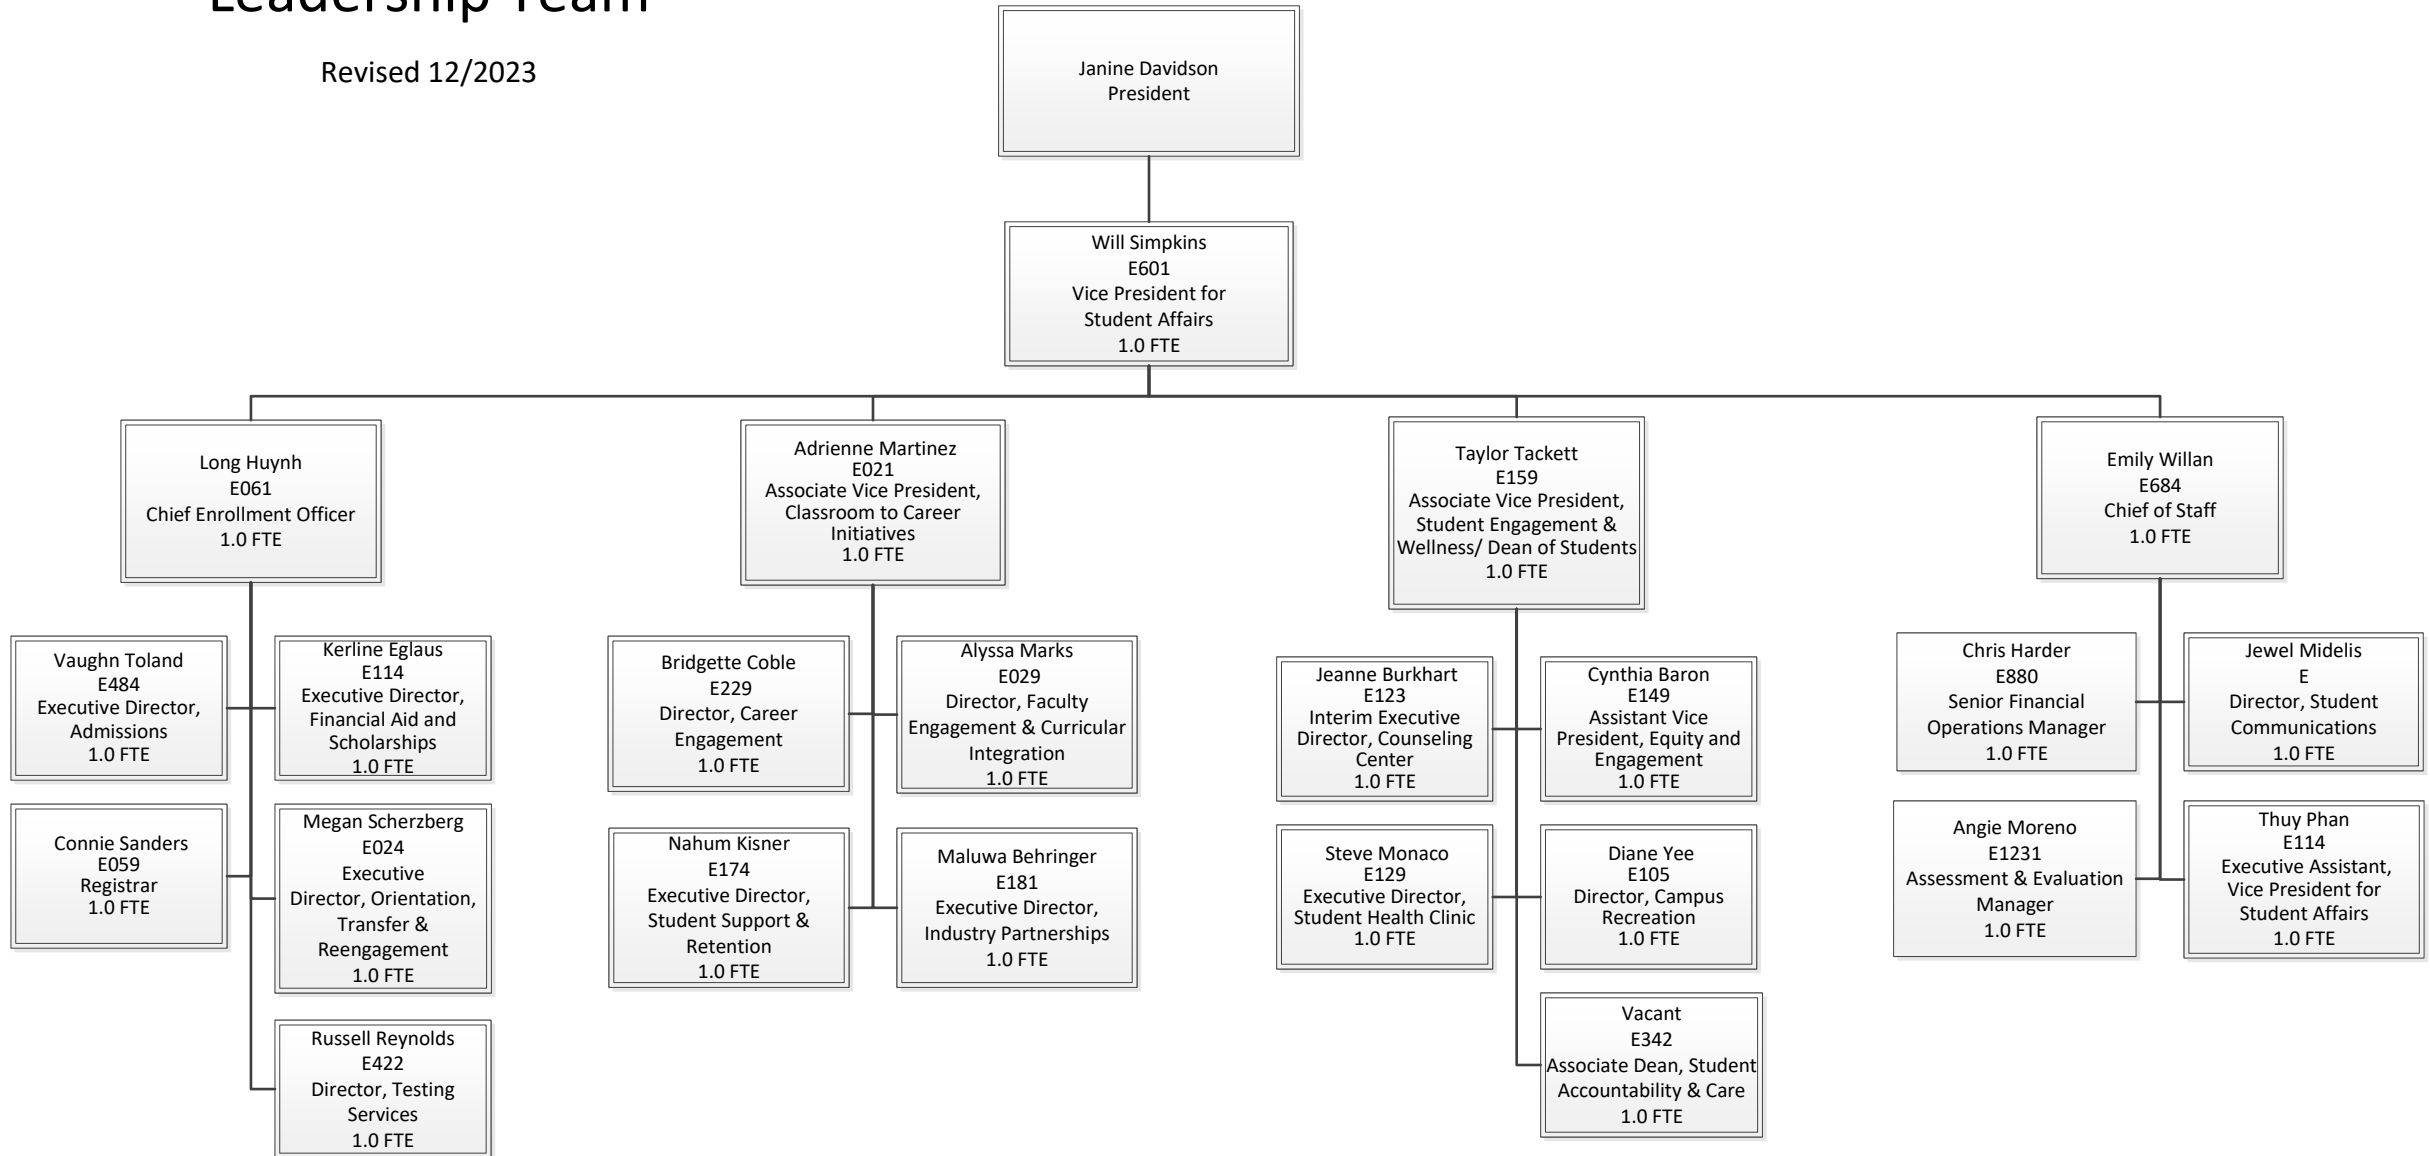 Leadership Team
Revised 12/2023
Janine Davidson
President
Will Simpkins
E601
Vice President for
Student Affairs
1.0 FTE
Long Huynh
E061
Chief Enrollment Officer
1.0 FTE
Adrienne Martinez
E021
Associate Vice President,
Classroom to Career
Initiatives
1.0 FTE
Taylor Tackett
E159
Associate Vice President,
Student Engagement &
Wellness/ Dean of Students
1.0 FTE
Emily Willan
E684
Chief of Staff
1.0 FTE
Vaughn Toland
E484
Executive Director,
Admissions
1.0 FTE
Kerline Eglaus
E114
Executive Director,
Financial Aid and
Scholarships
1.0 FTE
Connie Sanders
E059
Registrar
1.0 FTE
Megan Scherzberg
E024
Executive
Director, Orientation,
Transfer &
Reengagement
1.0 FTE
Russell Reynolds
E422
Director, Testing
Services
1.0 FTE
Bridgette Coble
E229
Director, Career
Engagement
1.0 FTE
Alyssa Marks
E029
Director, Faculty
Engagement & Curricular
Integration
1.0 FTE
Nahum Kisner
E174
Executive Director,
Student Support &
Retention
1.0 FTE
Maluwa Behringer
E181
Executive Director,
Industry Partnerships
1.0 FTE
Jeanne Burkhart
E123
Interim Executive
Director, Counseling
Center
1.0 FTE
Cynthia Baron
E149
Assistant Vice
President, Equity and
Engagement
1.0 FTE
Steve Monaco
E129
Executive Director,
Student Health Clinic
1.0 FTE
Diane Yee
E105
Director, Campus
Recreation
1.0 FTE
Vacant
E342
Associate Dean, Student
Accountability & Care
1.0 FTE
Chris Harder
E880
Senior Financial
Operations Manager
1.0 FTE
Jewel Midelis
E
Director, Student
Communications
1.0 FTE
Angie Moreno
E1231
Assessment & Evaluation
Manager
1.0 FTE
Thuy Phan
E114
Executive Assistant,
Vice President for
Student Affairs
1.0 FTE